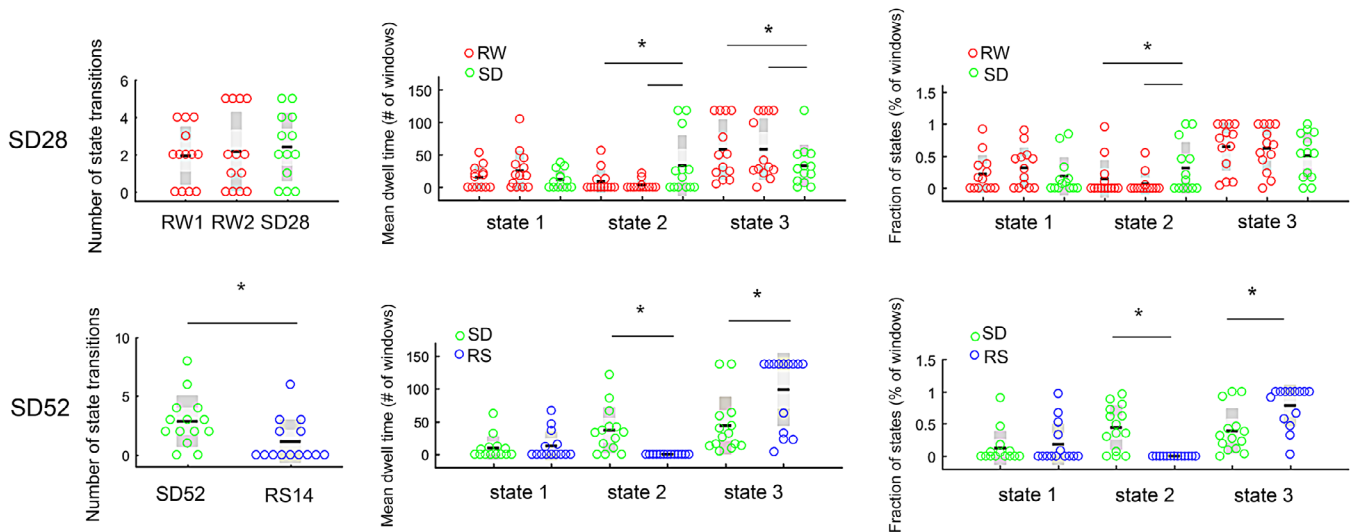 SD28
Number of state transitions
6
4
2
0
RW1 RW2 SD28
Mean dwell time (# of windows)
RW
SD
*
*
150
100
50
0
state 1 state 2 state 3
Fraction of states (% of windows)
RW
SD
*
1.5
1
0.5
0
state 1 state 2 state 3
SD52
Number of state transitions
*
10
5
0
SD52 RS14
Mean dwell time (# of windows)
SD
RS
*
*
150
100
50
0
state 1 state 2 state 3
Fraction of states (% of windows)
SD
RS
*
*
1.5
1
0.5
0
state 1 state 2 state 3